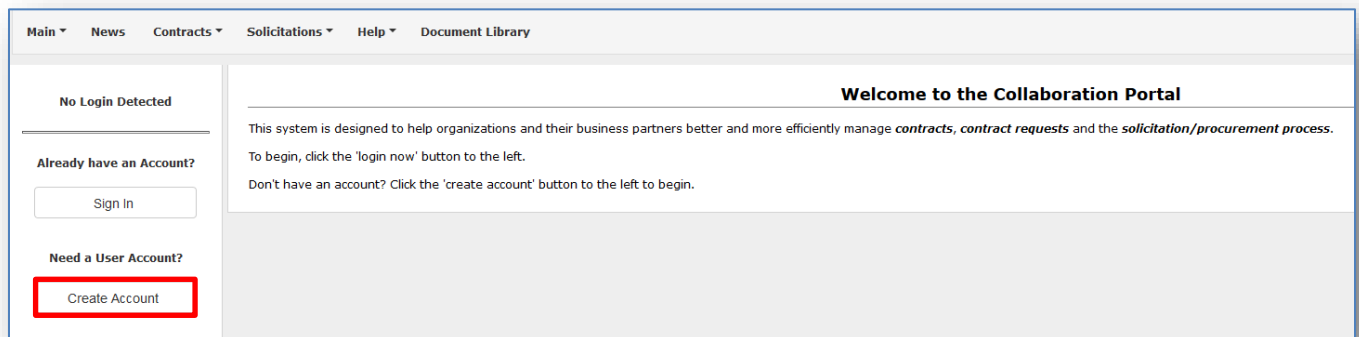 Main News Contracts Solicitations Help Document Library
No Login Detected
Already have an Account?
Sign In
Need a User Account?
Create Account
Welcome to the Collaboration Portal
This system is designed to help organizations and their business partners better and more efficiently manage contracts, contract requests and the solicitation/procurement process.
To begin, click the 'login now' button to the left.
Don't have an account? Click the 'create account' button to the left to begin.